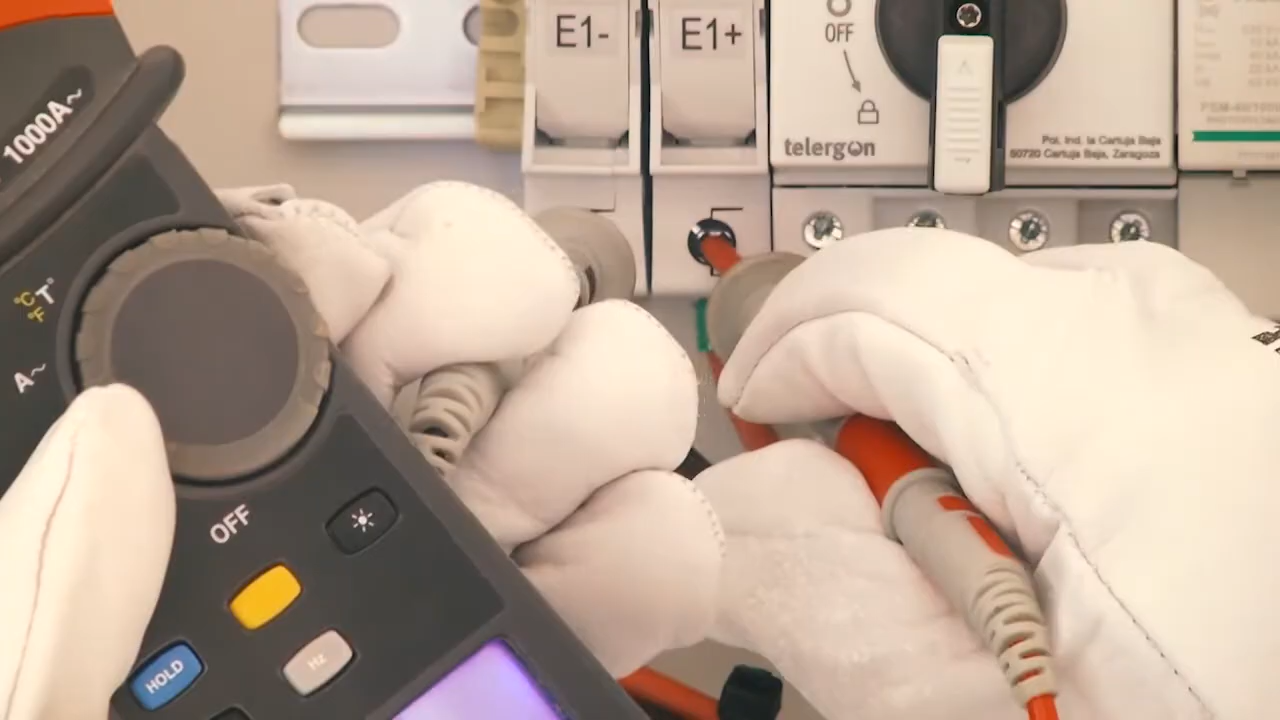 1000A~
°C
°F
T°
A~
OFF
HOLD
Hz
E1-
E1+
OFF
telergon
Pol. Ind. la Cartuja Baja
50720 Cartuja Baja, Zaragoza